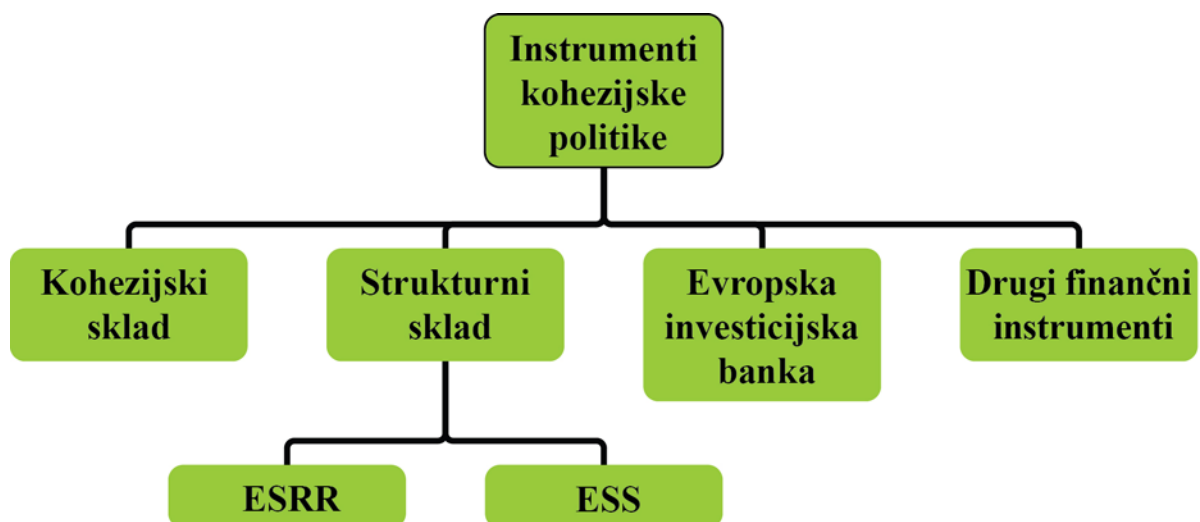 Instrumenti
kohezijske
politike
Kohezijski
sklad
Strukturni
sklad
Evropska
investicijska
banka
Drugi finančni
instrumenti
ESRR
ESS